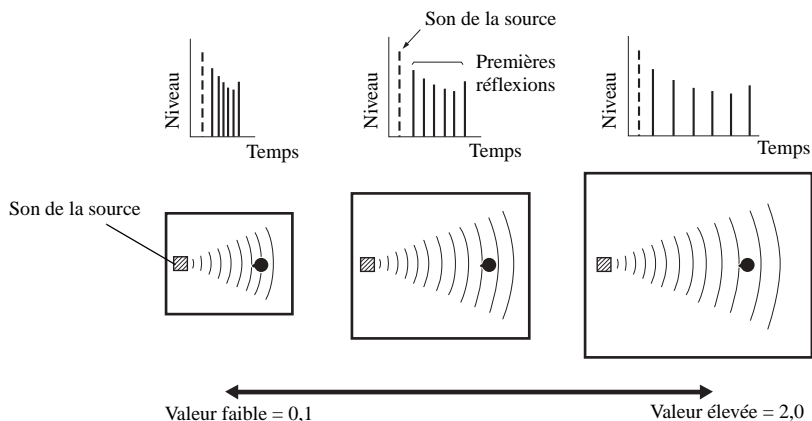 Son de la source
Premières
réflexions
Niveau
Temps
Niveau
Temps
Niveau
Temps
Son de la source
Valeur faible = 0,1
Valeur élevée = 2,0